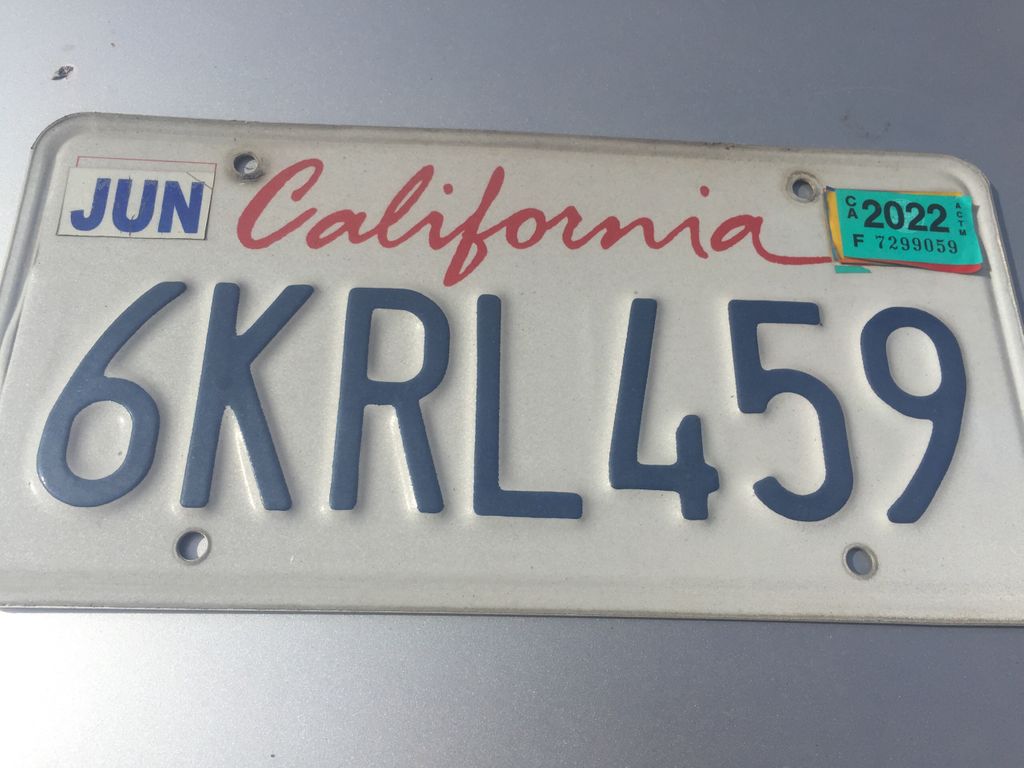 JUN California CA 2022 ACTM
F 7299059
6KRL459